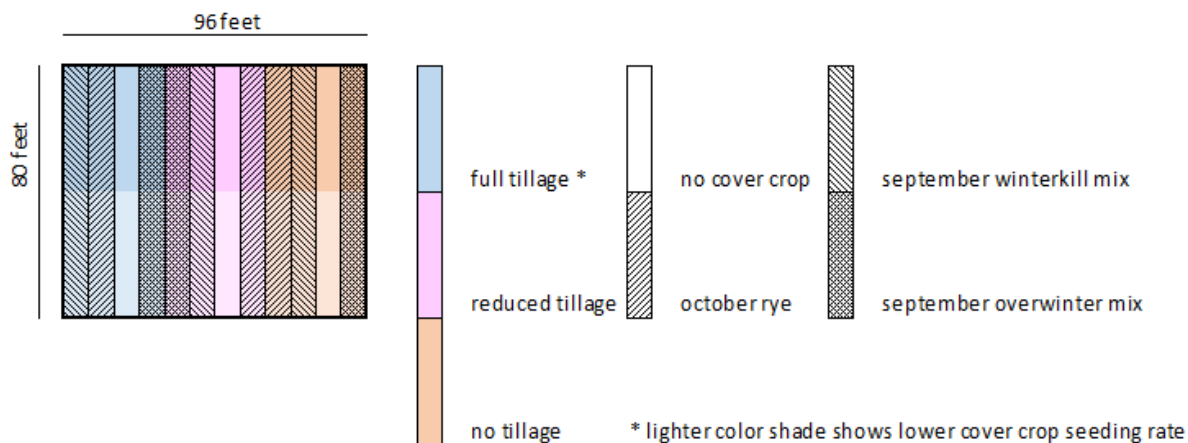 96 feet
80 feet
full tillage *
no cover crop
september winterkill mix
reduced tillage
october rye
september overwinter mix
no tillage
* lighter color shade shows lower cover crop seeding rate